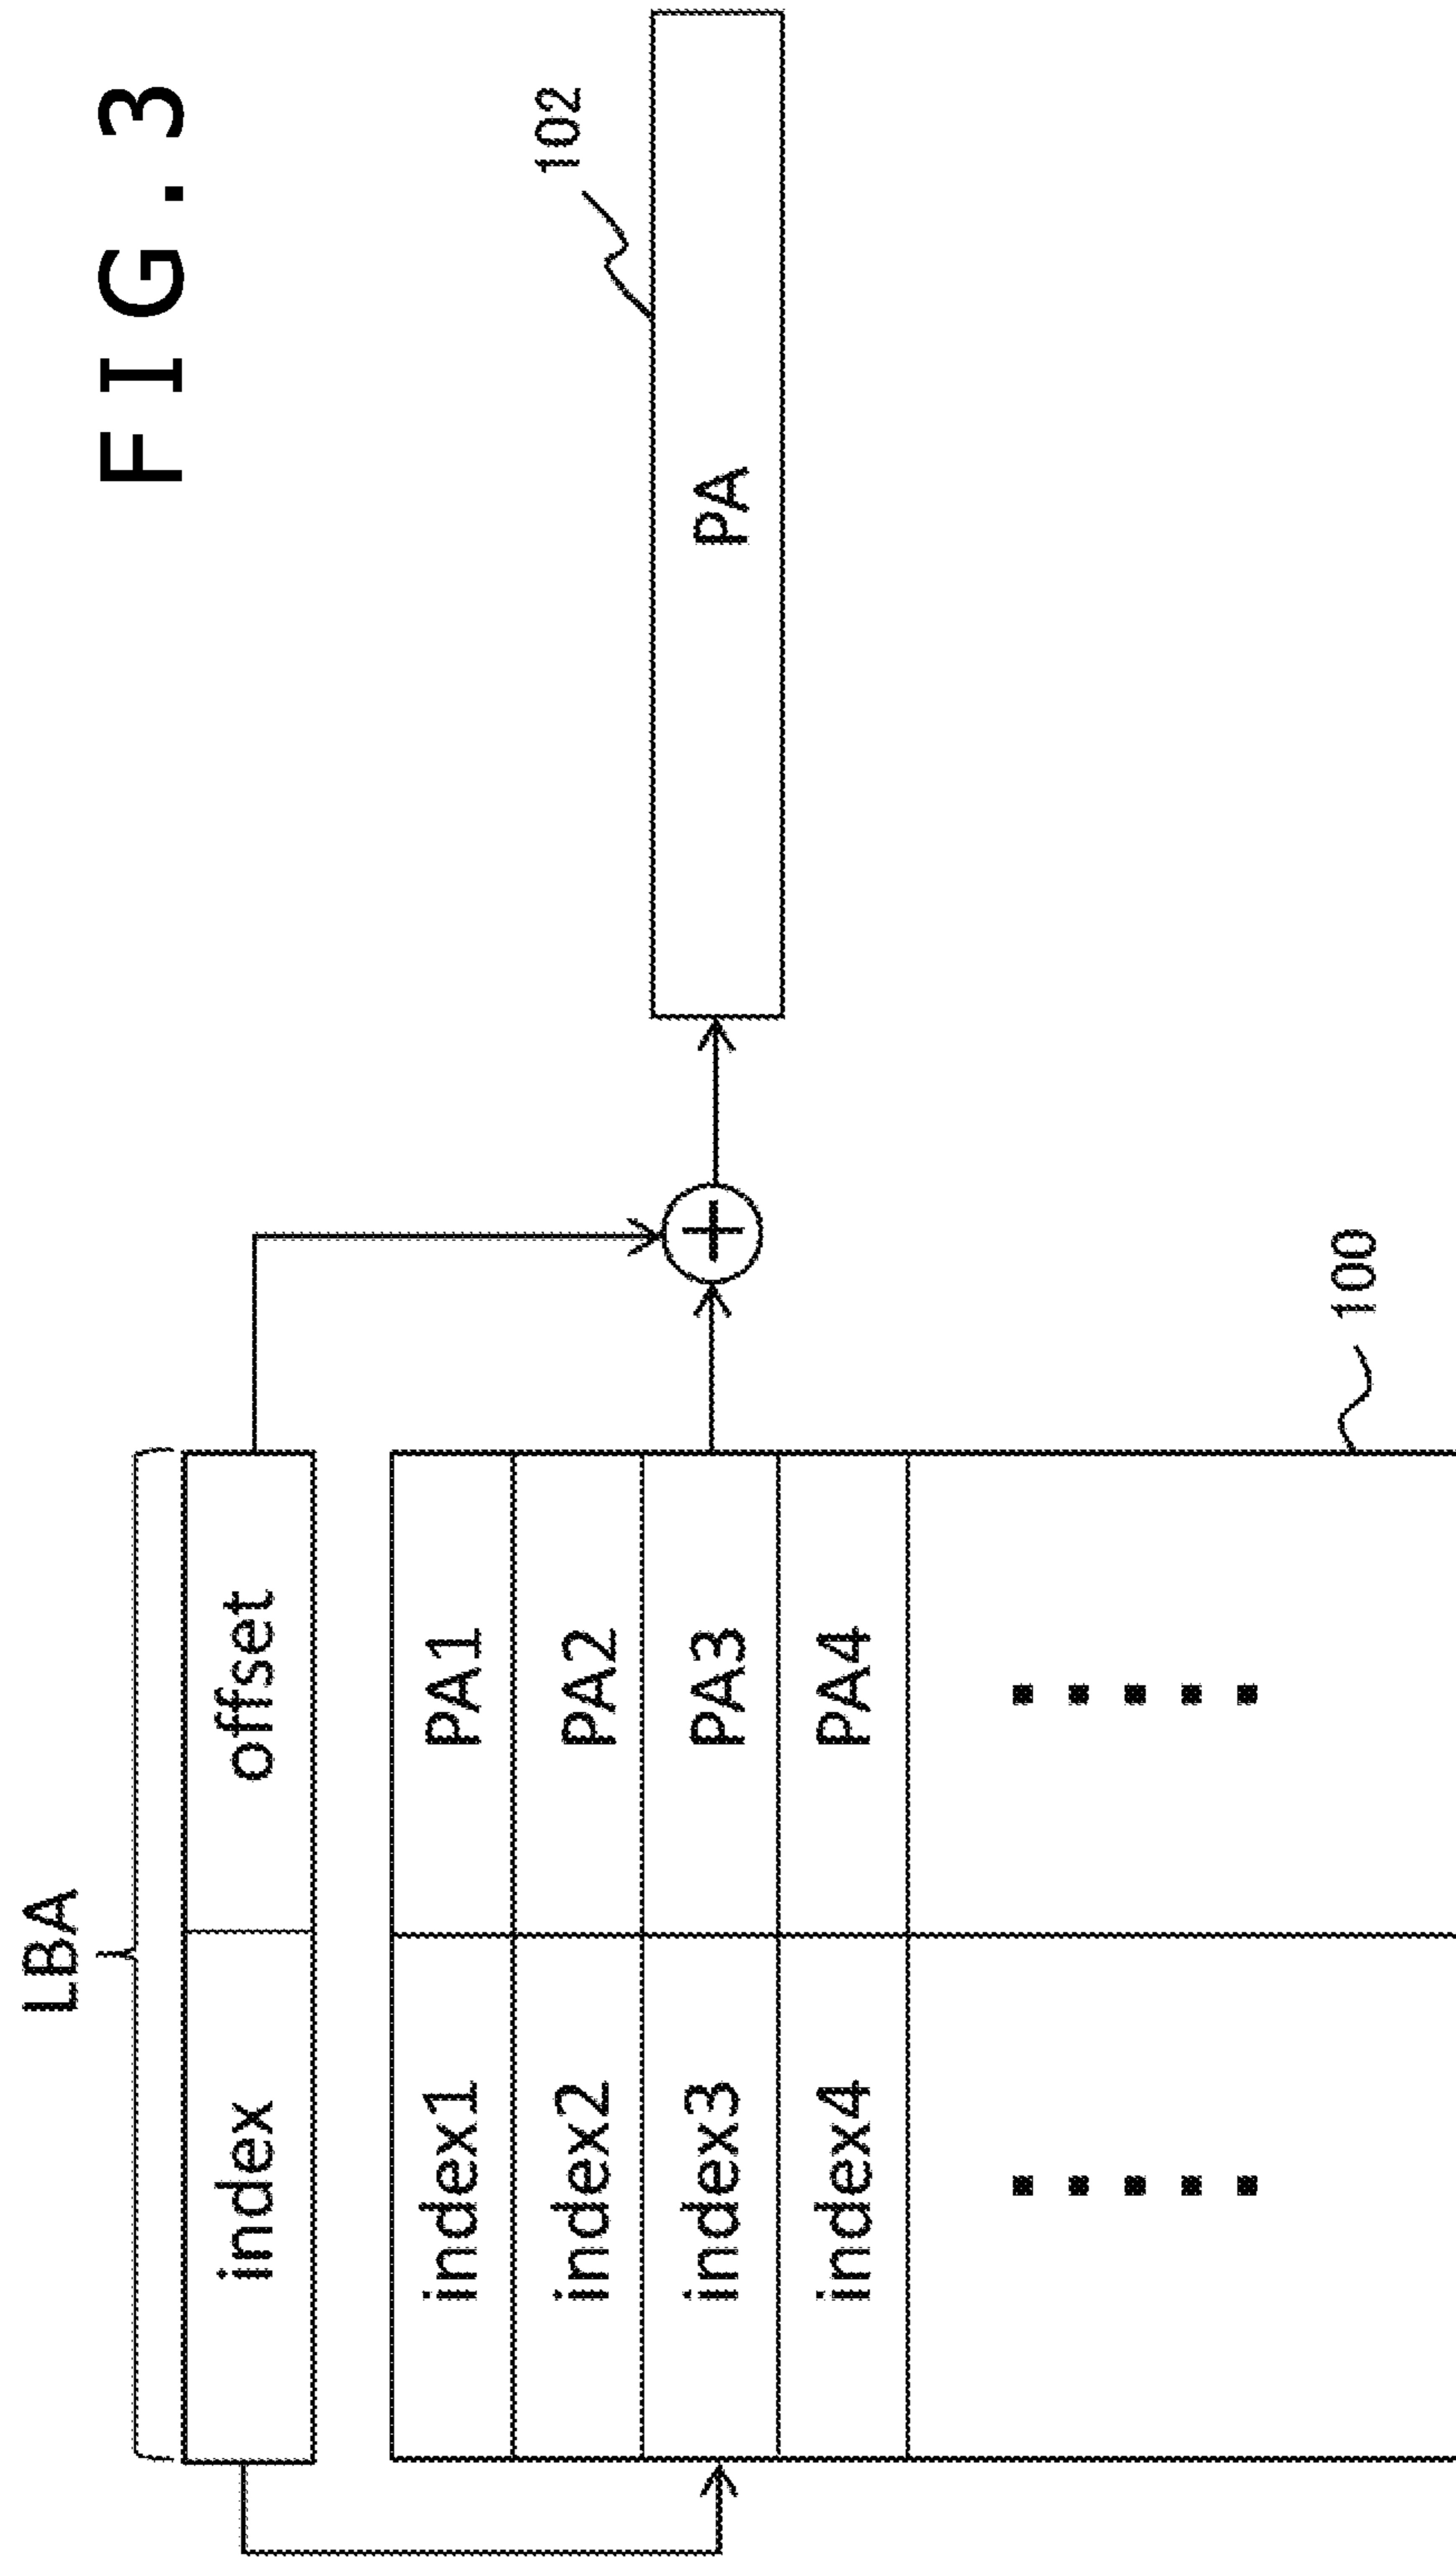 FIG.3
LBA
index offset
index1 PA1
index2 PA2
index3 PA3
index4 PA4
100
+
PA
102